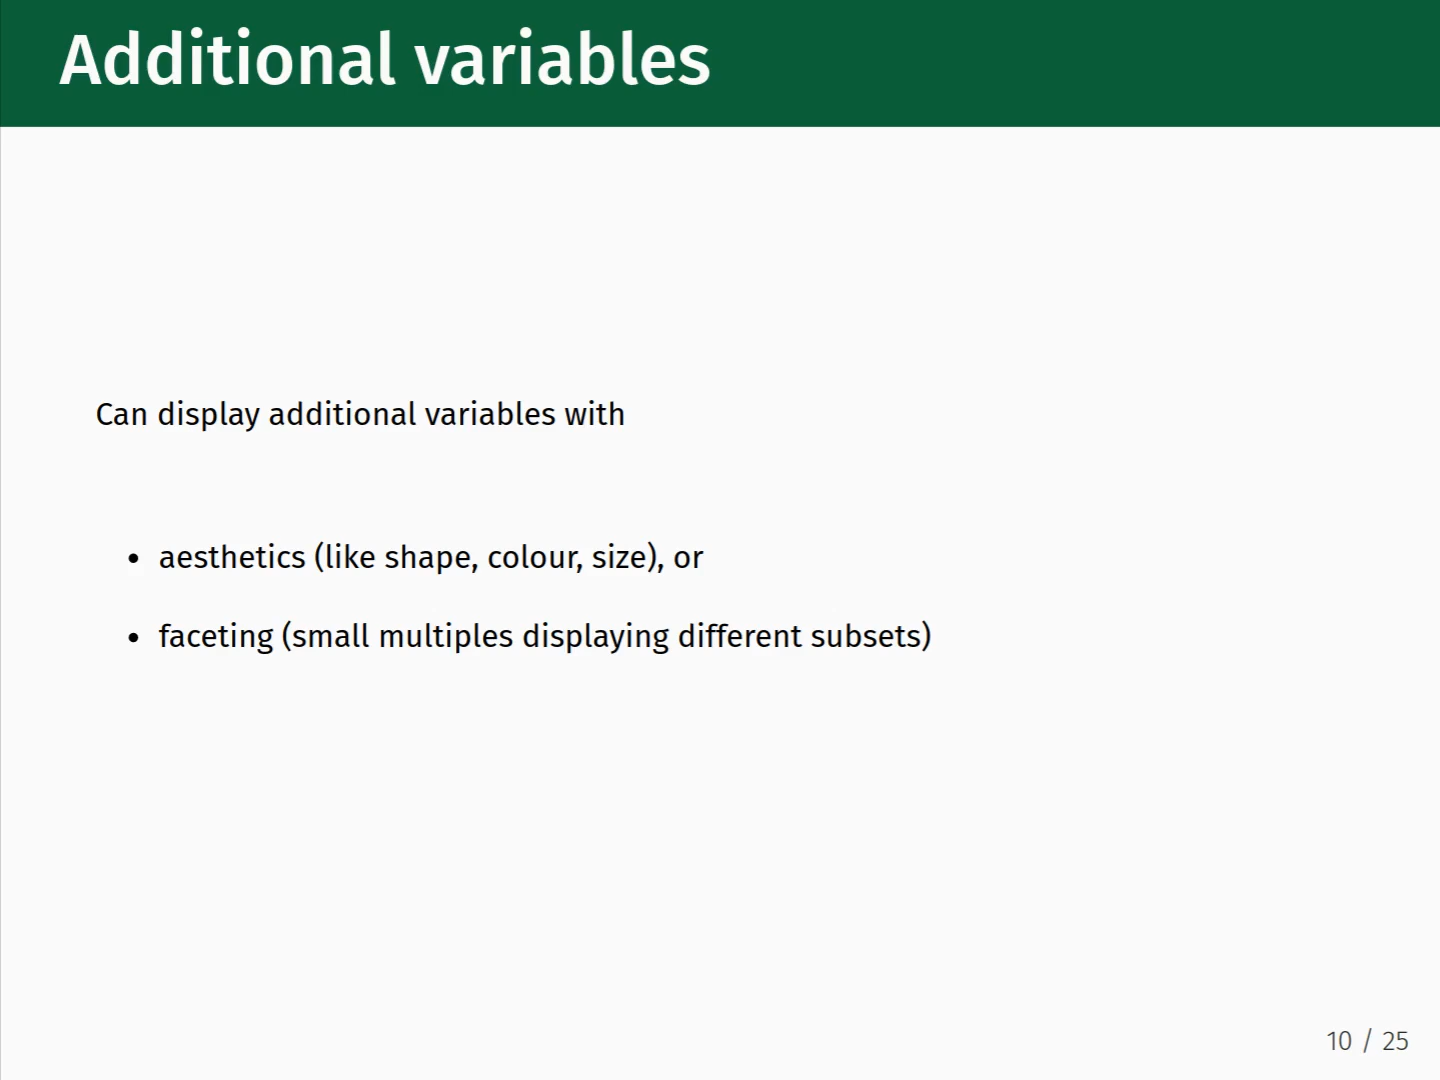 Additional variables
Can display additional variables with
• aesthetics (like shape, colour, size), or
• faceting (small multiples displaying different subsets)
10 / 25